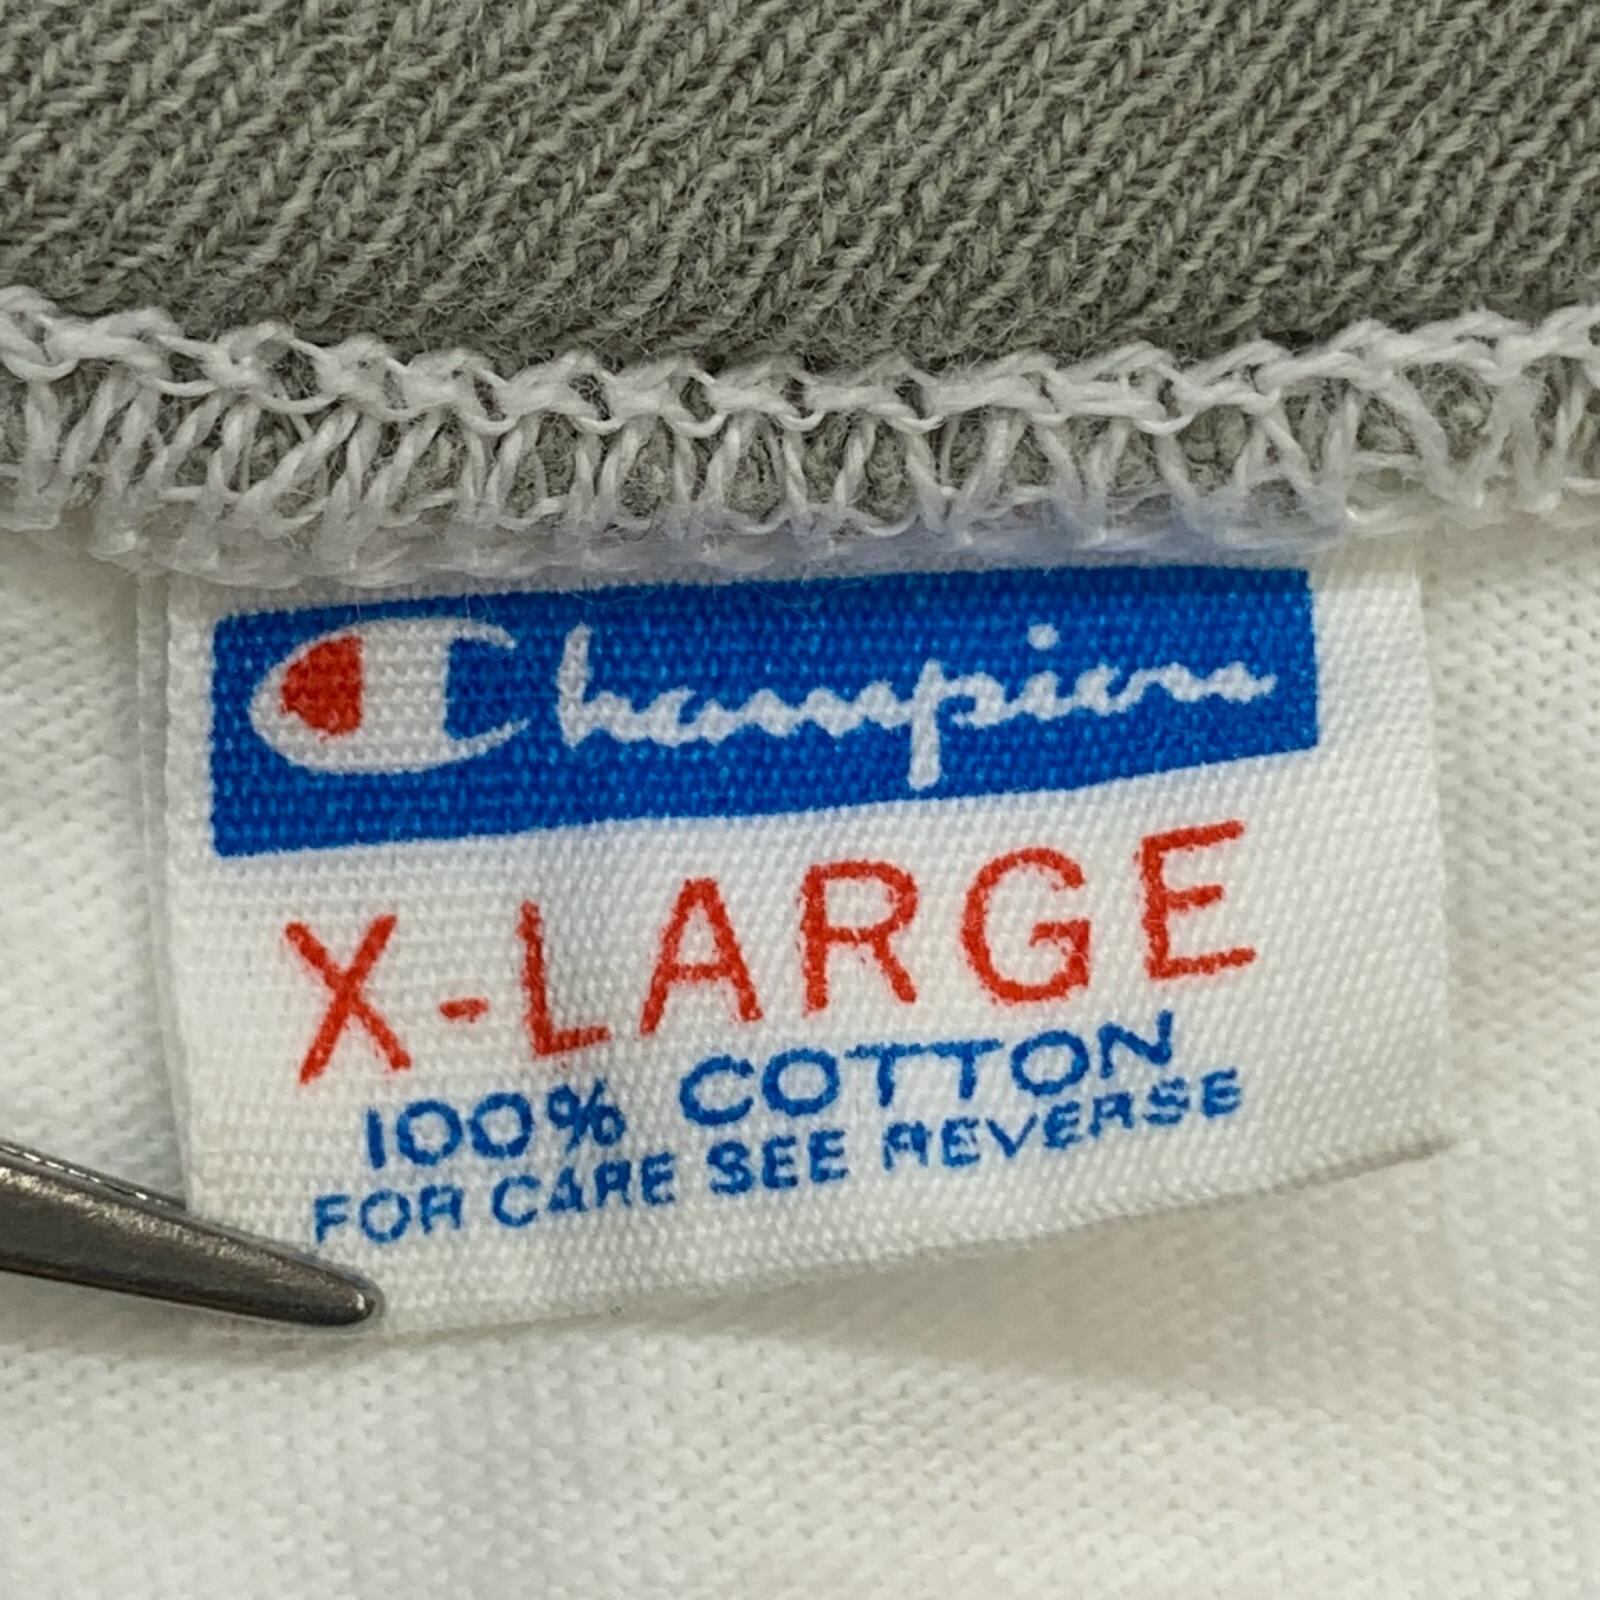 Champion
X-LARGE
100% COTTON
FOR CARE SEE REVERSE